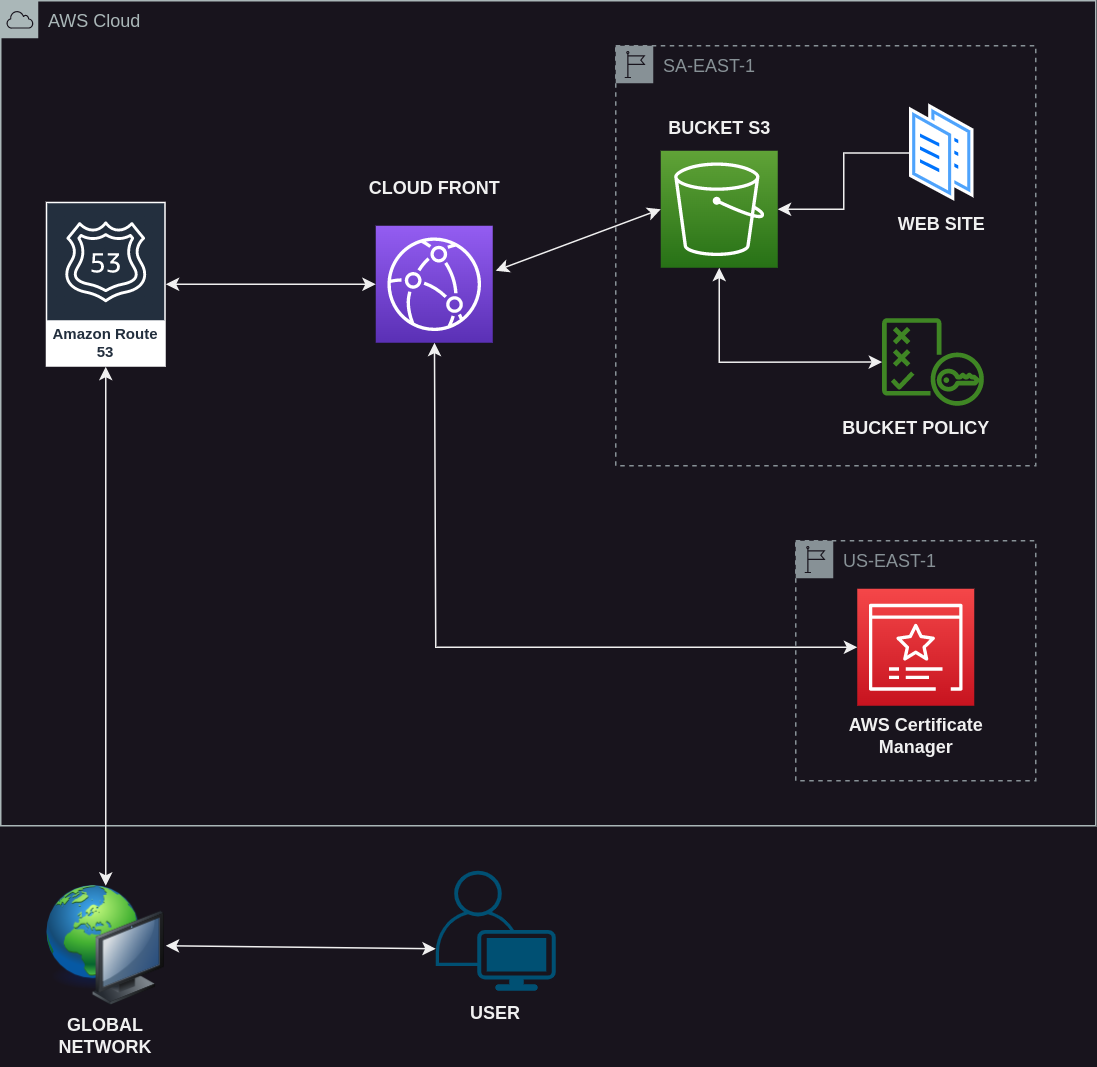 AWS Cloud
SA-EAST-1
BUCKET S3
CLOUD FRONT
WEB SITE
53
Amazon Route
53
BUCKET POLICY
US-EAST-1
AWS Certificate
Manager
USER
GLOBAL
NETWORK